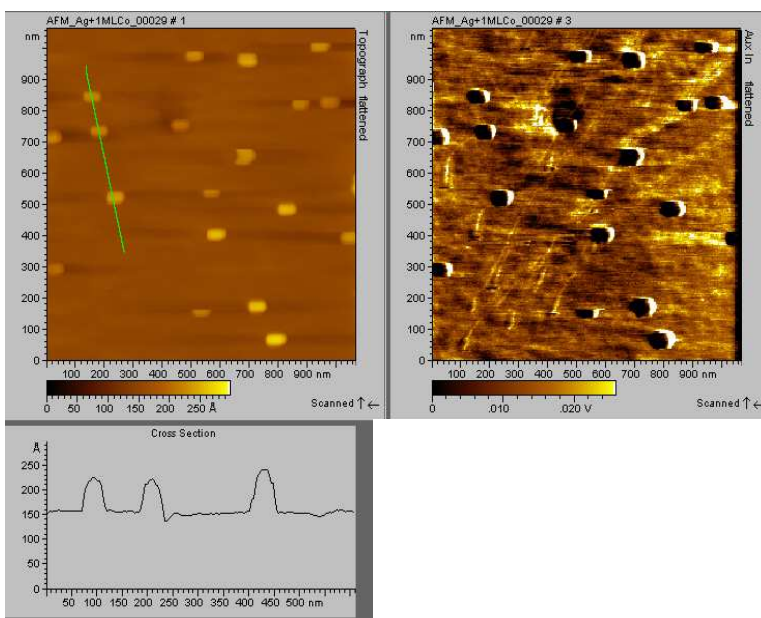 AFM_Ag+1MLCo_00029 # 1
nm
900
800
700
600
500
400
300
200
100
0
100 200 300 400 500 600 700 800 900 nm
Topograph flattened
0 50 100 150 200 250 Å
Scanned ↑←
AFM_Ag+1MLCo_00029 # 3
nm
900
800
700
600
500
400
300
200
100
0
100 200 300 400 500 600 700 800 900 nm
Aux In flattened
0 .010 .020 V
Scanned ↑←
Cross Section
Å
250
200
150
100
50
0
50 100 150 200 250 300 350 400 450 500 nm